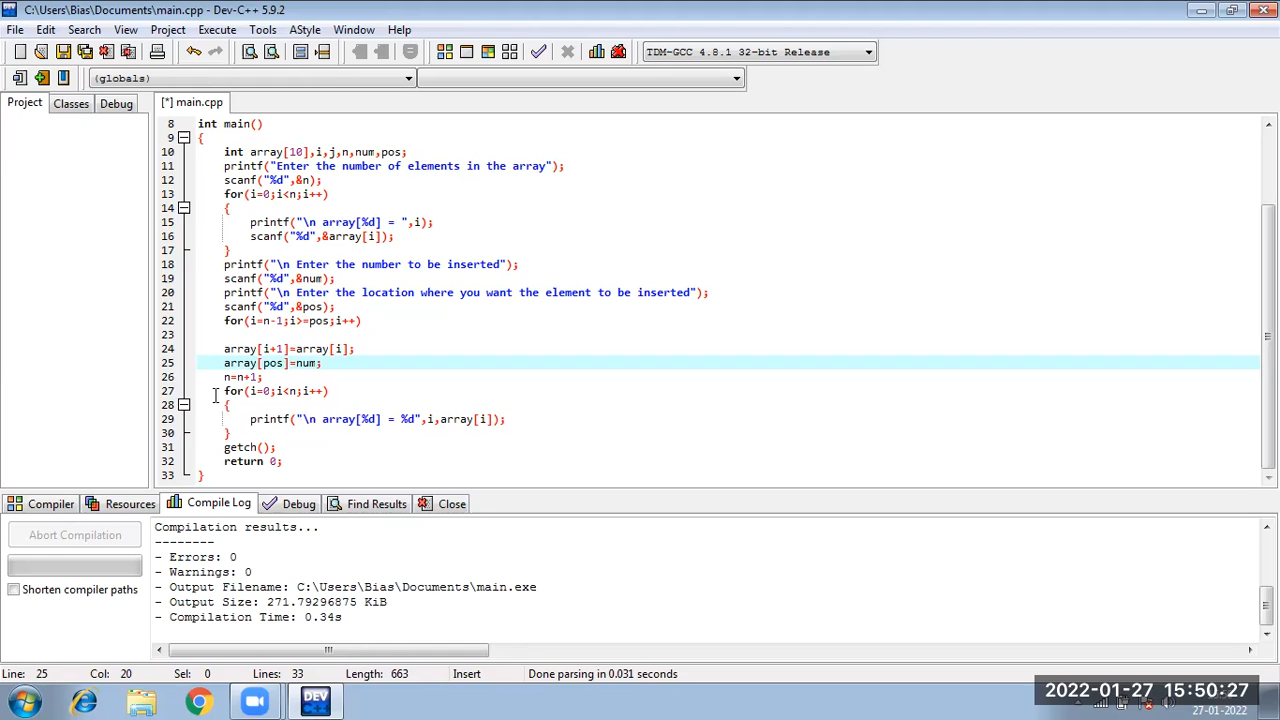 C:\Users\Bias\Documents\main.cpp - Dev-C++ 5.9.2
File Edit Search View Project Execute Tools AStyle Window Help
TDM-GCC 4.8.1 32-bit Release
(globals)
Project Classes Debug
[*] main.cpp
8 int main()
9 {
10 int array[10],i,j,n,num,pos;
11 printf("Enter the number of elements in the array");
12 scanf("%d",&n);
13 for(i=0;i<n;i++)
14 {
15 printf("\n array[%d] = ",i);
16 scanf("%d",&array[i]);
17 }
18 printf("\n Enter the number to be inserted");
19 scanf("%d",&num);
20 printf("\n Enter the location where you want the element to be inserted");
21 scanf("%d",&pos);
22 for(i=n-1;i>=pos;i++)
23
24 array[i+1]=array[i];
25 array[pos]=num;
26 n=n+1;
27 for(i=0;i<n;i++)
28 {
29 printf("\n array[%d] = %d",i,array[i]);
30 }
31 getch();
32 return 0;
33 }
Compiler Resources Compile Log Debug Find Results Close
Abort Compilation
Shorten compiler paths
Compilation results...
--------
- Errors: 0
- Warnings: 0
- Output Filename: C:\Users\Bias\Documents\main.exe
- Output Size: 271.79296875 KiB
- Compilation Time: 0.34s
Line: 25 Col: 20 Sel: 0 Lines: 33 Length: 663 Insert Done parsing in 0.031 seconds
DEV C++
2022-01-27 15:50:27
27-01-2022